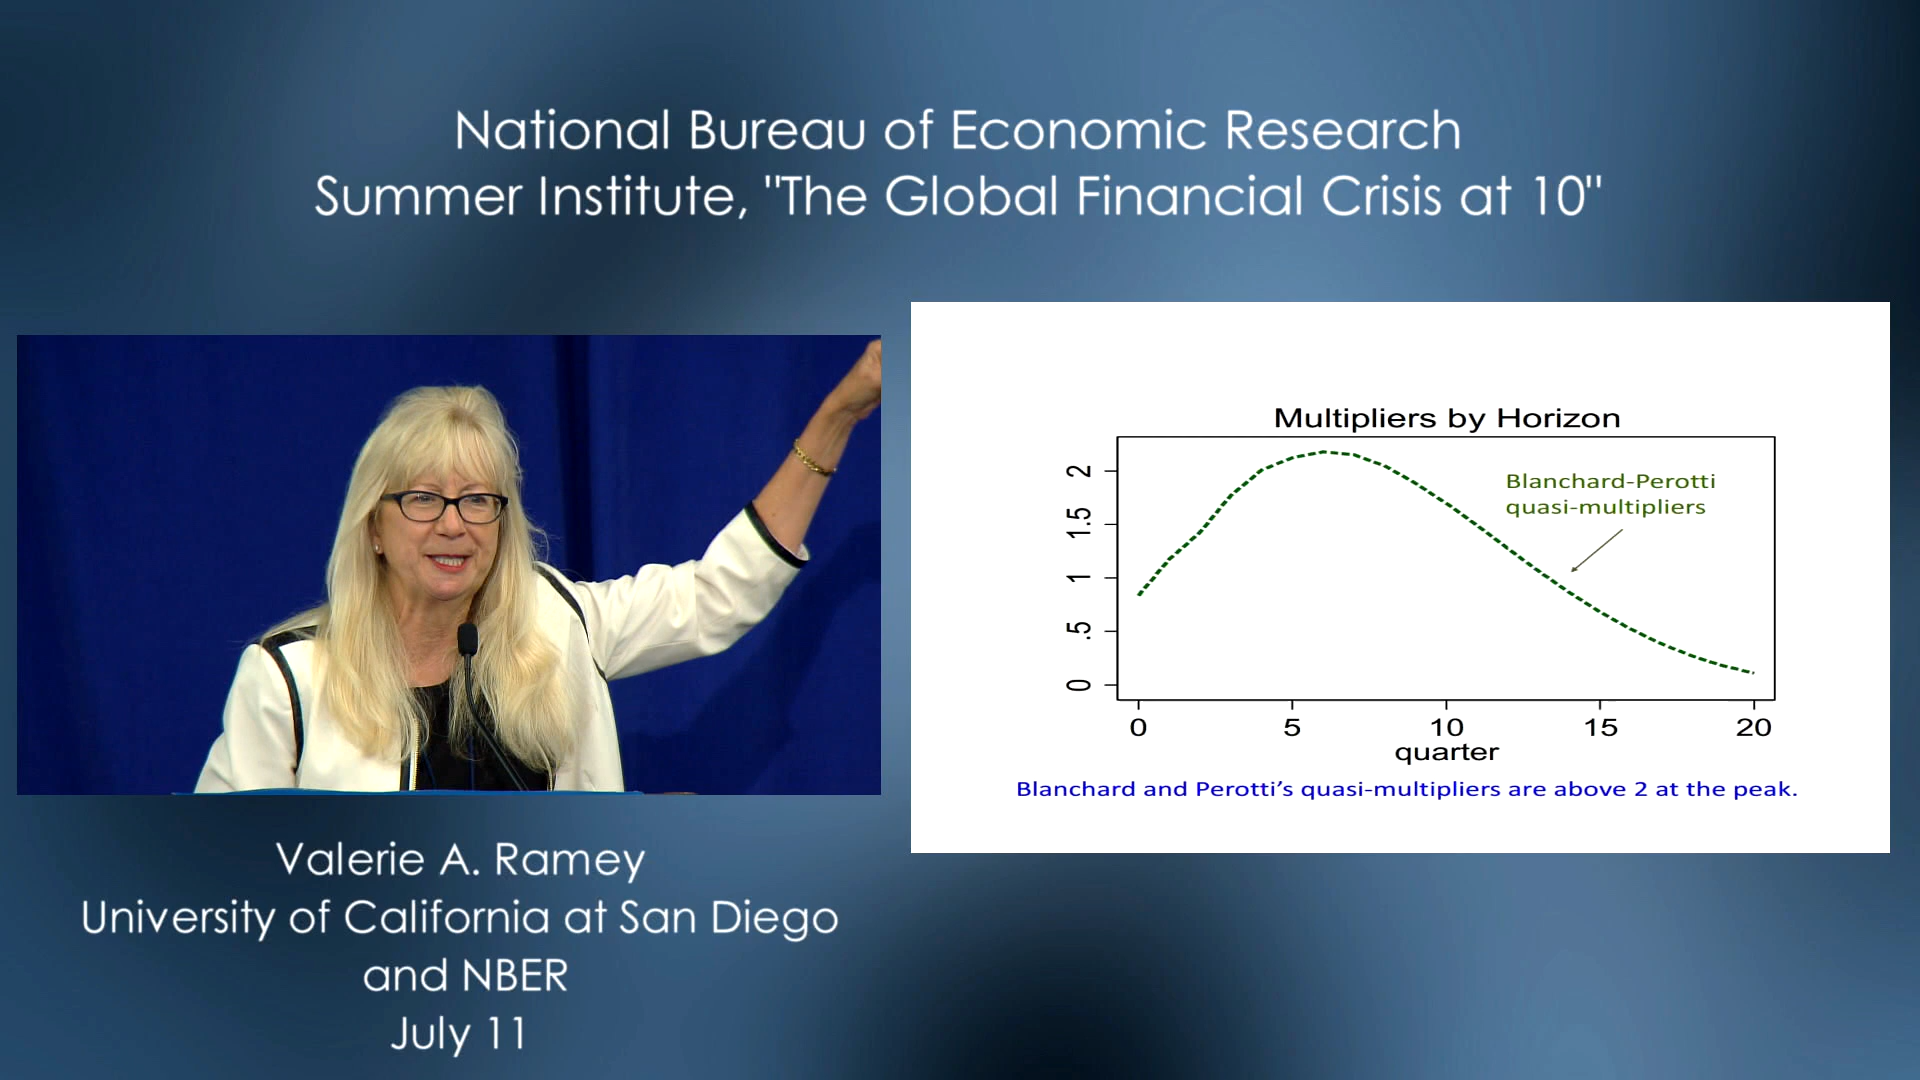 National Bureau of Economic Research
Summer Institute, "The Global Financial Crisis at 10"
Multipliers by Horizon
2
1.5
1
.5
0
Blanchard-Perotti
quasi-multipliers
0 5 10 15 20
quarter
Blanchard and Perotti's quasi-multipliers are above 2 at the peak.
Valerie A. Ramey
University of California at San Diego
and NBER
July 11